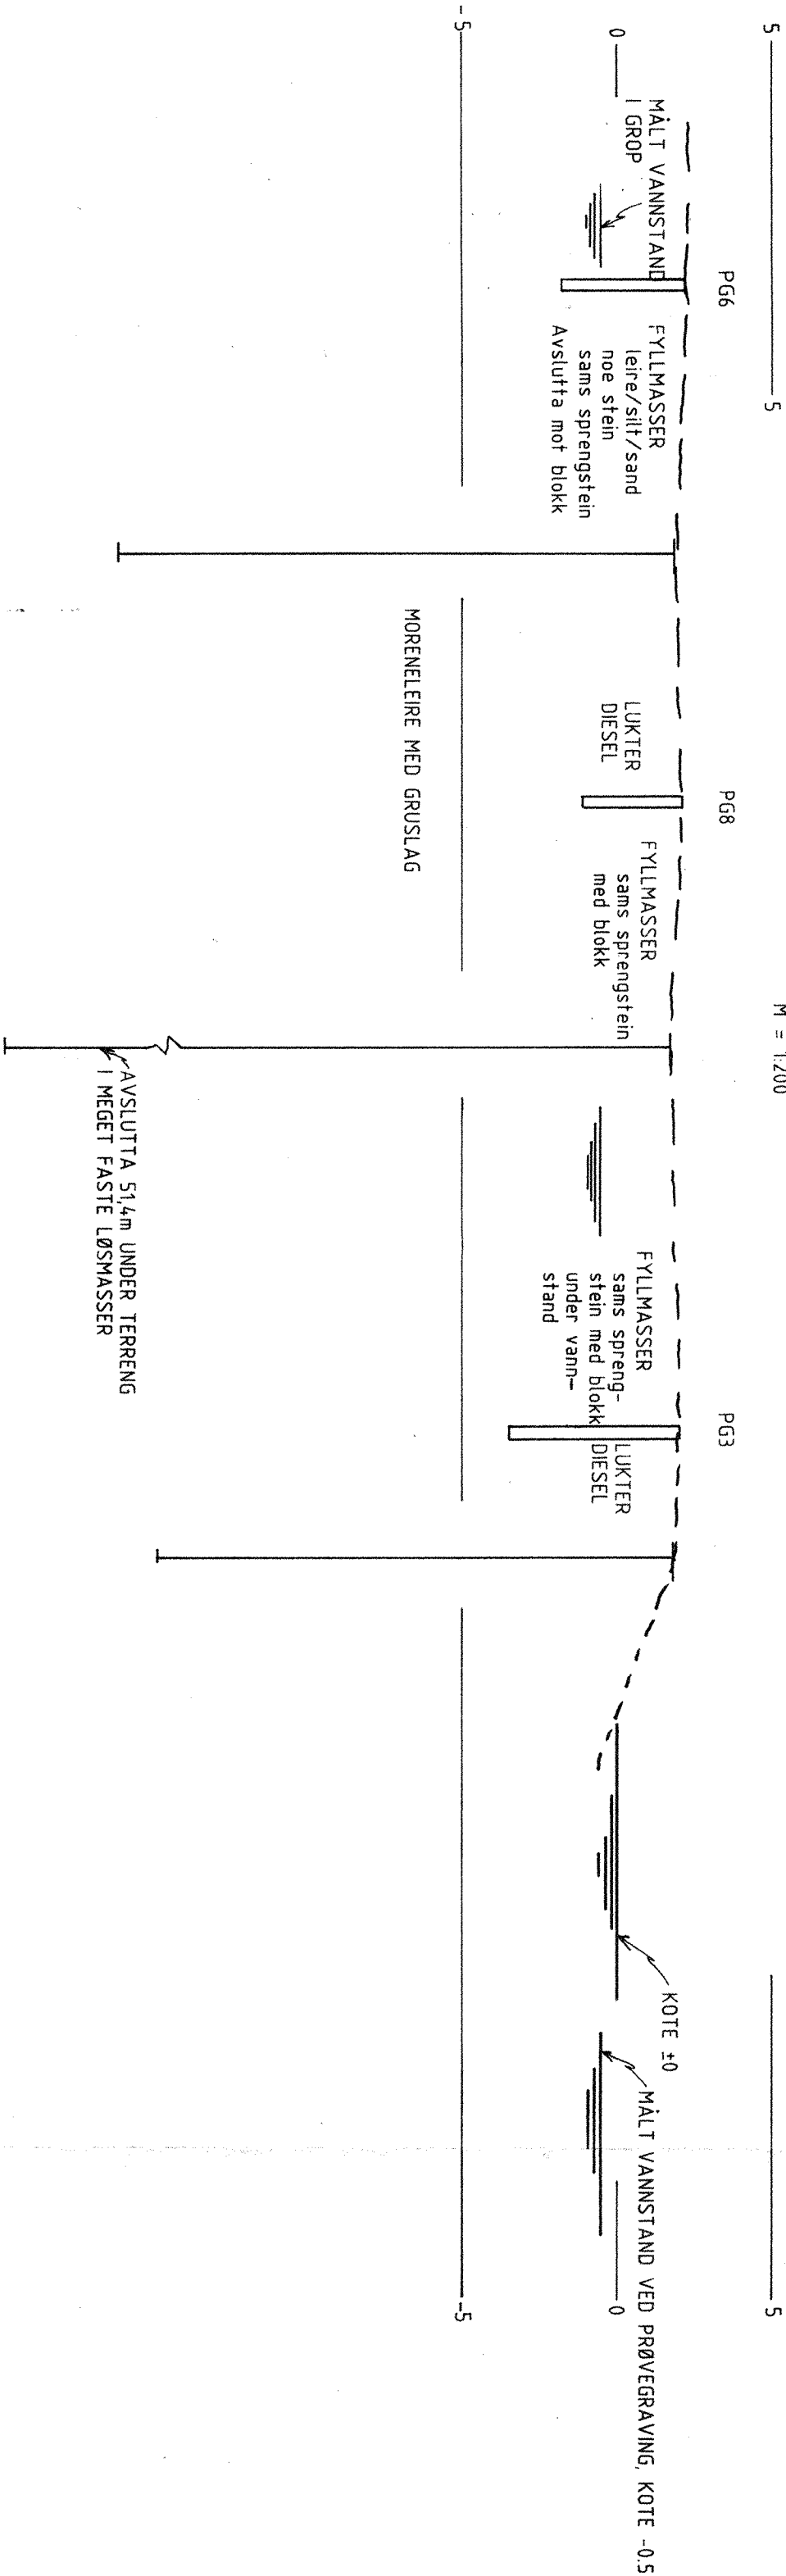 M = 1:200
5
5
5
0
-5
MÅLT VANNSTAND
I GROP
PG6
FYLLMASSER
leire/silt/sand
noe stein
sams sprengstein
Avslutta mot blokk
MORENELEIRE MED GRUSLAG
LUKTER
DIESEL
PG8
FYLLMASSER
sams sprengstein
med blokk
AVSLUTTA 51,4m UNDER TERRENG
I MEGET FASTE LØSMASSER
FYLLMASSER
sams spreng-
stein med blokk
under vann-
stand
PG3
LUKTER
DIESEL
KOTE ±0
MÅLT VANNSTAND VED PRØVEGRAVING, KOTE -0.5
0
-5